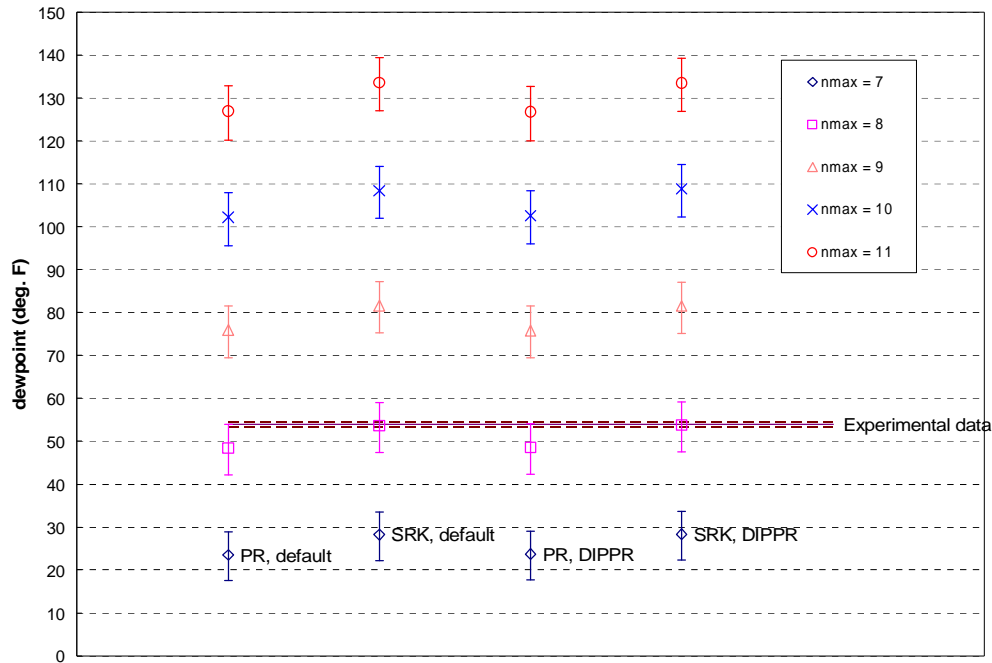 150
140
130
120
110
100
90
80
70
60
50
40
30
20
10
0
dewpoint (deg. F)
nmax = 7
nmax = 8
nmax = 9
nmax = 10
nmax = 11
Experimental data
PR, default
SRK, default
PR, DIPPR
SRK, DIPPR